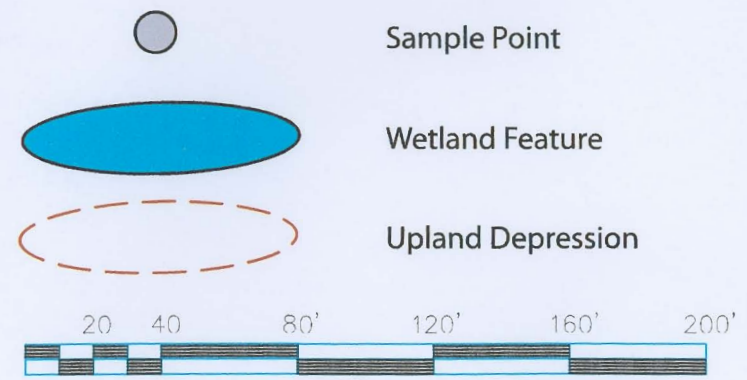 Sample Point
Wetland Feature
Upland Depression
20 40 80' 120' 160' 200'